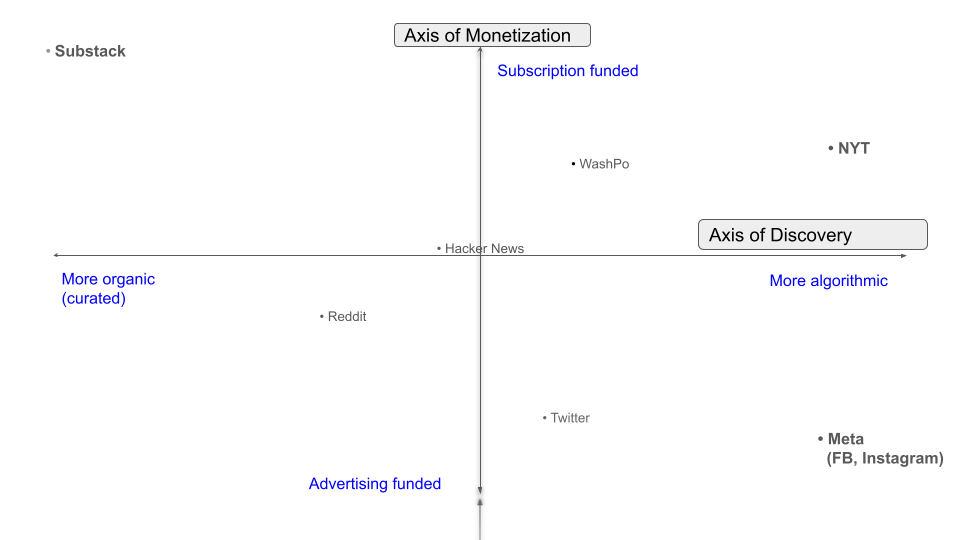 Axis of Monetization
• Substack
Subscription funded
• NYT
• WashPo
Axis of Discovery
• Hacker News
More organic
(curated)
More algorithmic
• Reddit
• Twitter
• Meta
(FB, Instagram)
Advertising funded